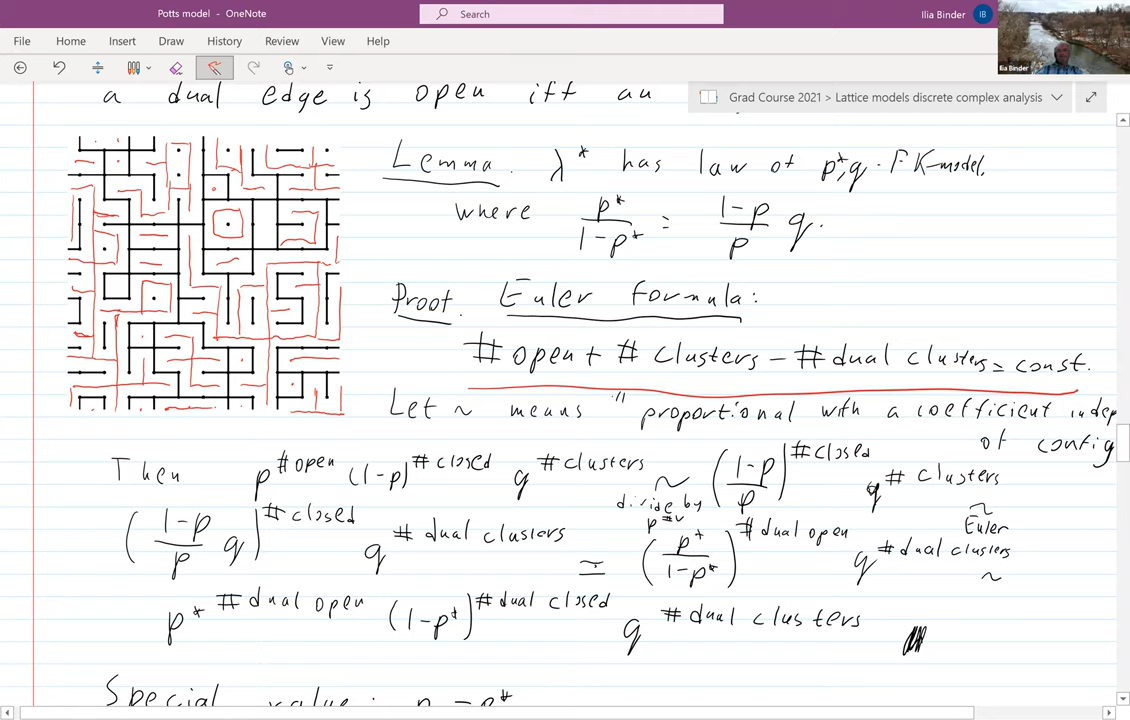 Potts model - OneNote
Search
Ilia Binder
IB
File Home Insert Draw History Review View Help
Ilia Binder
a dual edge is open iff an
Grad Course 2021 > Lattice models discrete complex analysis
Lemma. λ* has law of p*,q. FK-model,
where p*/(1-p*) = (1-p)/p q.
Proof. Euler formula:
# open + # clusters - # dual clusters = const.
Let ~ means "proportional with a coefficient indep
of config
Then p^{# open} (1-p)^{# closed} q^{# clusters} ~ divide by ((1-p)/p)^{# closed} q^{# clusters} ~ Euler
((1-p)/p q)^{# closed} q^{# dual clusters} ≃ (p*/(1-p*))^{# dual open} q^{# dual clusters} ~
p*^{# dual open} (1-p*)^{# dual closed} q^{# dual clusters}
Special value: p = p*